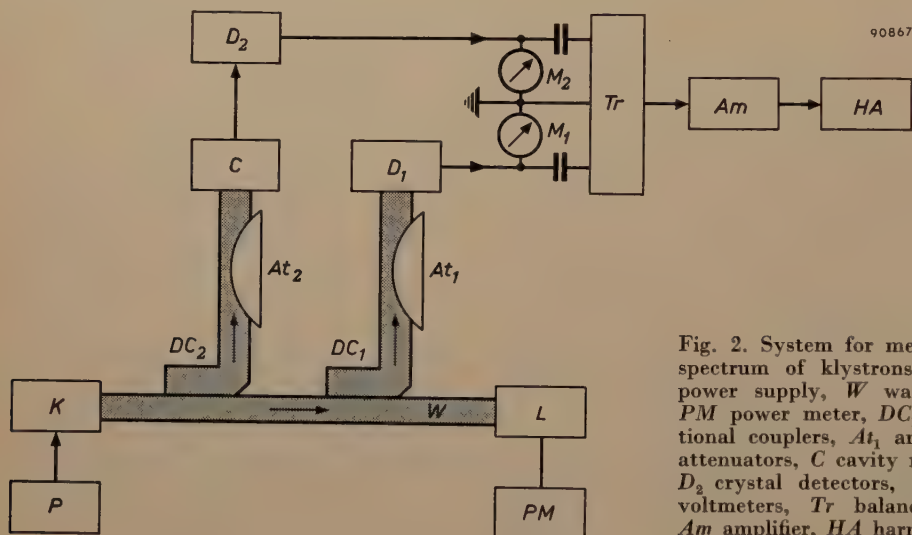 90867
D₂
M₂
Tr
Am
HA
M₁
C
D₁
At₂
At₁
DC₂
DC₁
K
W
L
P
PM
Fig. 2. System for me
spectrum of klystrons
power supply, W wa
PM power meter, DC
tional couplers, At₁ an
attenuators, C cavity r
D₂ crystal detectors,
voltmeters, Tr balan
Am amplifier, HA har